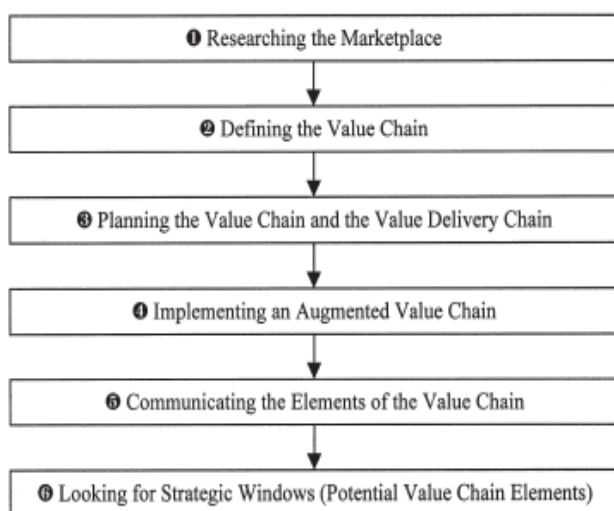 ❶ Researching the Marketplace
❷ Defining the Value Chain
❸ Planning the Value Chain and the Value Delivery Chain
❹ Implementing an Augmented Value Chain
❺ Communicating the Elements of the Value Chain
❻ Looking for Strategic Windows (Potential Value Chain Elements)